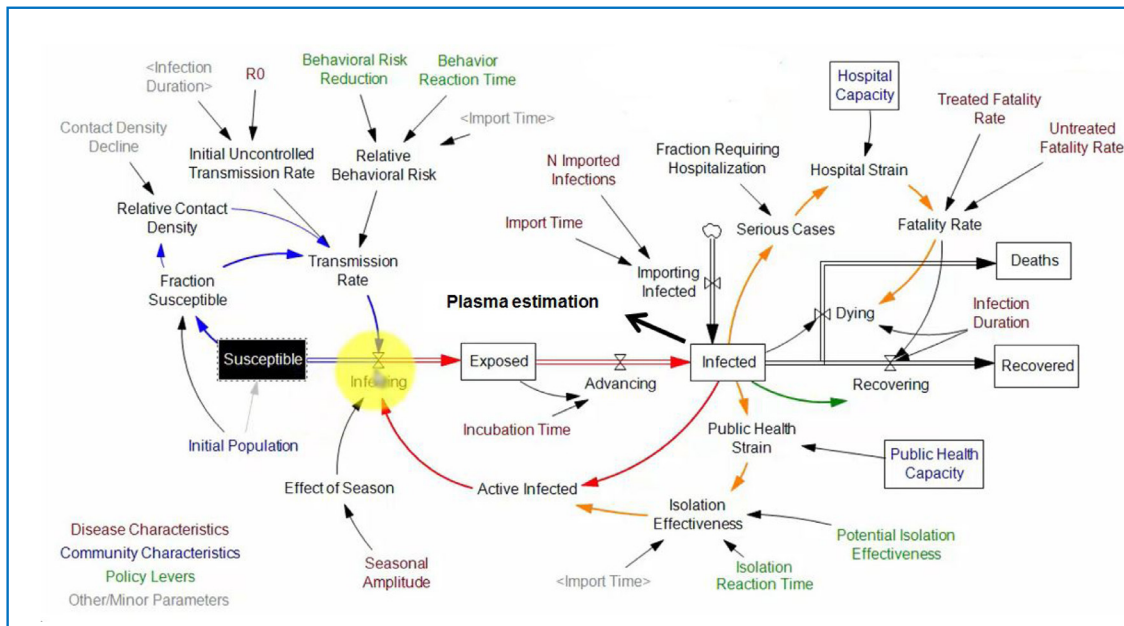 <Infection
Duration>
R0
Behavioral Risk
Reduction
Behavior
Reaction Time
Hospital
Capacity
Treated Fatality
Rate
Untreated
Fatality Rate
Contact Density
Decline
<Import Time>
Initial Uncontrolled
Transmission Rate
Relative
Behavioral Risk
N Imported
Infections
Fraction Requiring
Hospitalization
Hospital Strain
Relative Contact
Density
Import Time
Serious Cases
Fatality Rate
Fraction
Susceptible
Transmission
Rate
Importing
Infected
Deaths
Plasma estimation
Dying
Infection
Duration
Susceptible
Infecting
Exposed
Advancing
Infected
Recovering
Recovered
Incubation Time
Initial Population
Public Health
Strain
Public Health
Capacity
Effect of Season
Active Infected
Isolation
Effectiveness
Potential Isolation
Effectiveness
Disease Characteristics
Community Characteristics
Policy Levers
Other/Minor Parameters
Seasonal
Amplitude
<Import Time>
Isolation
Reaction Time